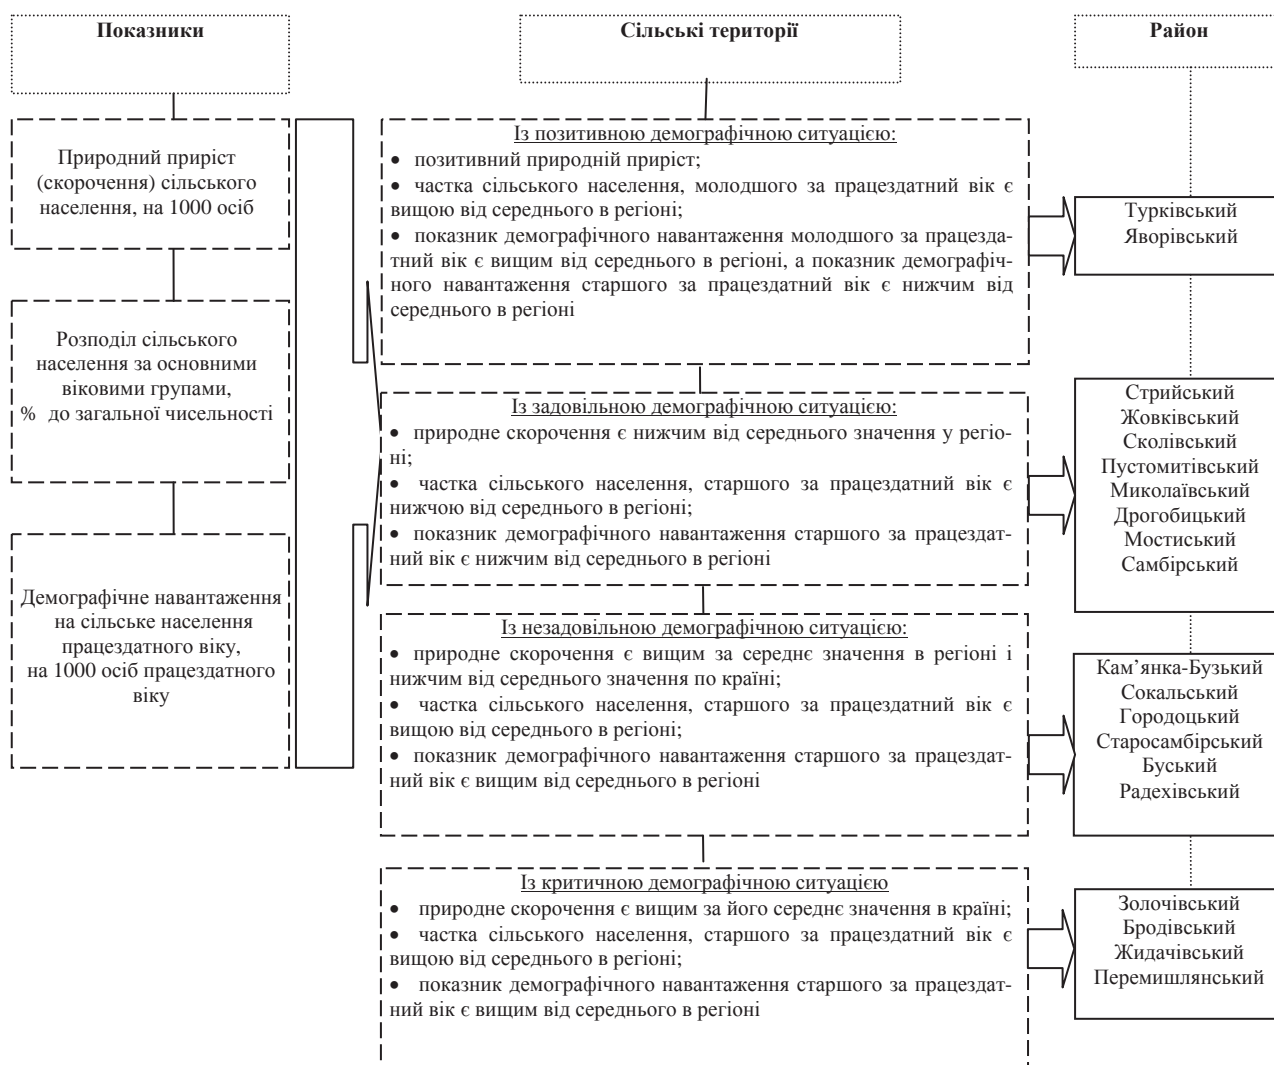 Показники
Сільські території
Район
Природний приріст
(скорочення) сільського
населення, на 1000 осіб
Розподіл сільського
населення за основними
віковими групами,
% до загальної чисельності
Демографічне навантаження
на сільське населення
працездатного віку,
на 1000 осіб працездатного
віку
Із позитивною демографічною ситуацією:
• позитивний природній приріст;
• частка сільського населення, молодшого за працездатний вік є
вищою від середнього в регіоні;
• показник демографічного навантаження молодшого за працезда-
тний вік є вищим від середнього в регіоні, а показник демографіч-
ного навантаження старшого за працездатний вік є нижчим від
середнього в регіоні
Турківський
Яворівський
Із задовільною демографічною ситуацією:
• природне скорочення є нижчим від середнього значення у регіо-
ні;
• частка сільського населення, старшого за працездатний вік є
нижчою від середнього в регіоні;
• показник демографічного навантаження старшого за працездат-
ний вік є нижчим від середнього в регіоні
Стрийський
Жовківський
Сколівський
Пустомитівський
Миколаївський
Дрогобицький
Мостиський
Самбірський
Із незадовільною демографічною ситуацією:
• природне скорочення є вищим за середнє значення в регіоні і
нижчим від середнього значення по країні;
• частка сільського населення, старшого за працездатний вік є
вищою від середнього в регіоні;
• показник демографічного навантаження старшого за працездат-
ний вік є вищим від середнього в регіоні
Кам’янка-Бузький
Сокальський
Городоцький
Старосамбірський
Буський
Радехівський
Із критичною демографічною ситуацією
• природне скорочення є вищим за його середнє значення в країні;
• частка сільського населення, старшого за працездатний вік є
вищою від середнього в регіоні;
• показник демографічного навантаження старшого за працездат-
ний вік є вищим від середнього в регіоні
Золочівський
Бродівський
Жидачівський
Перемишлянський